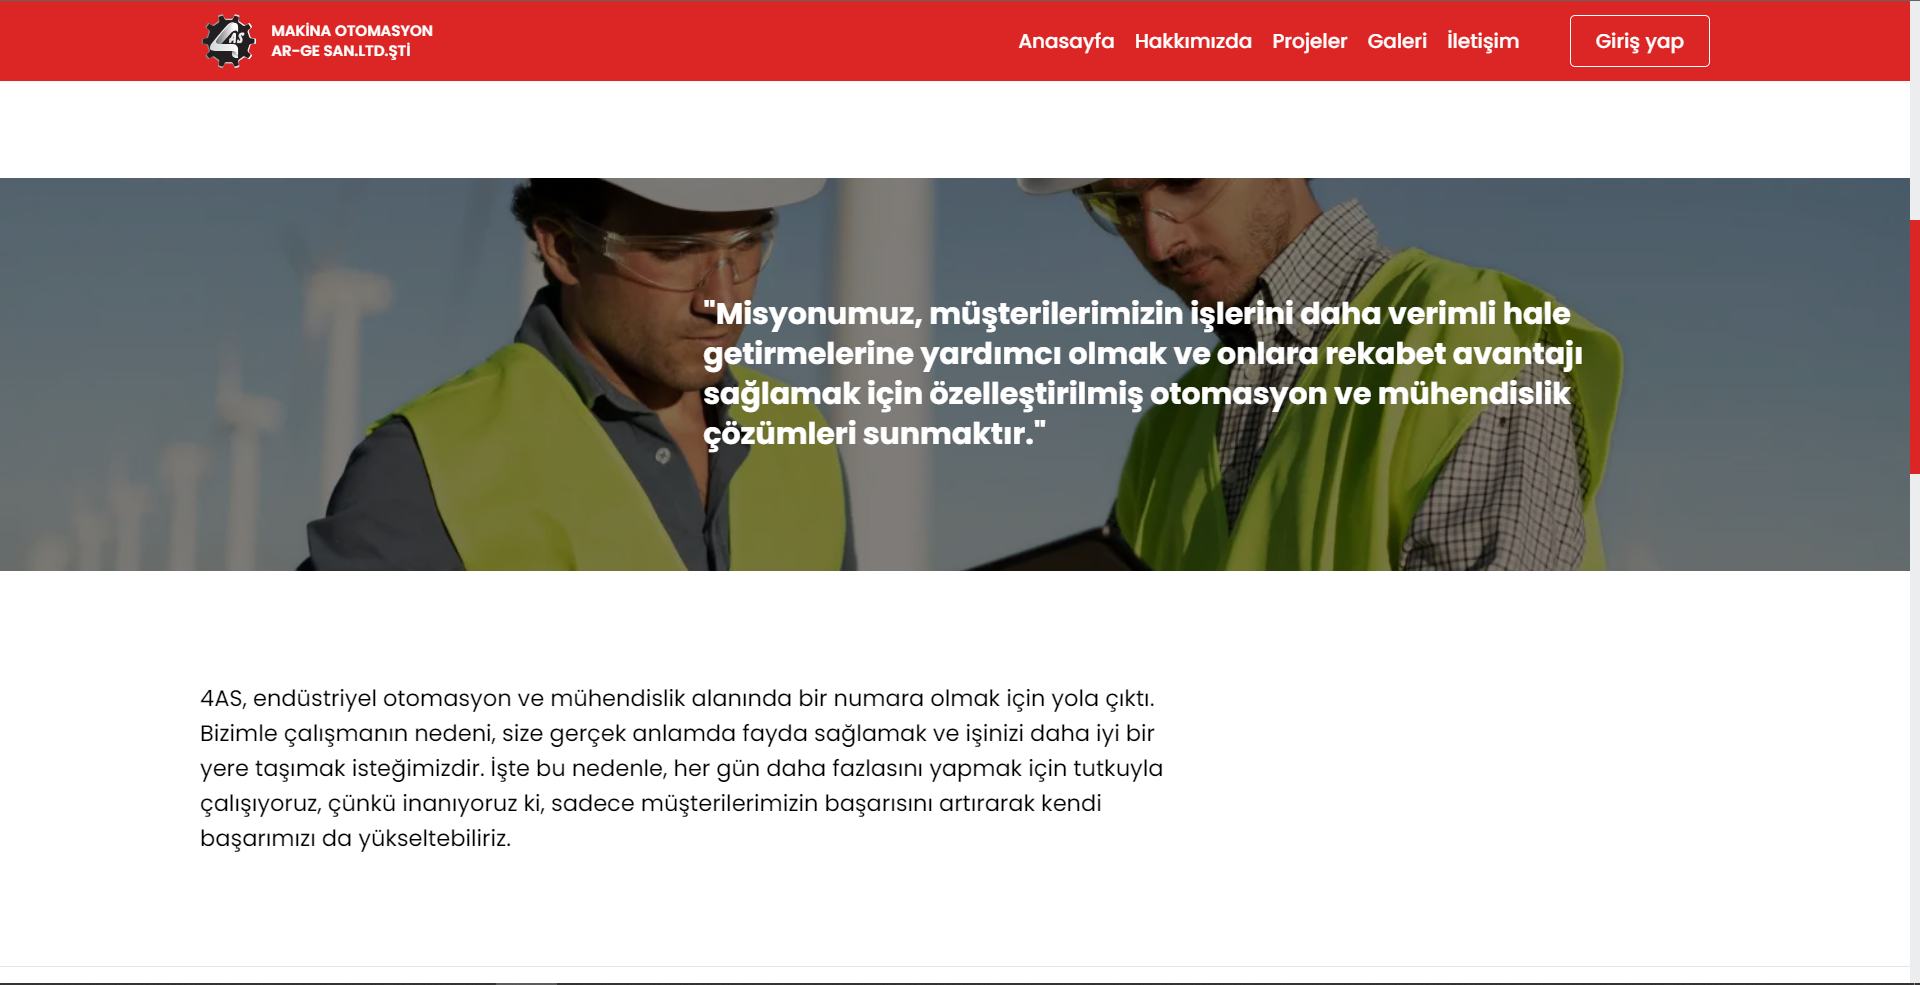 4AS
MAKİNA OTOMASYON
AR-GE SAN.LTD.ŞTİ
Anasayfa Hakkımızda Projeler Galeri İletişim Giriş yap
"Misyonumuz, müşterilerimizin işlerini daha verimli hale
getirmelerine yardımcı olmak ve onlara rekabet avantajı
sağlamak için özelleştirilmiş otomasyon ve mühendislik
çözümleri sunmaktır."
4AS, endüstriyel otomasyon ve mühendislik alanında bir numara olmak için yola çıktı.
Bizimle çalışmanın nedeni, size gerçek anlamda fayda sağlamak ve işinizi daha iyi bir
yere taşımak isteğimizdir. İşte bu nedenle, her gün daha fazlasını yapmak için tutkuyla
çalışıyoruz, çünkü inanıyoruz ki, sadece müşterilerimizin başarısını artırarak kendi
başarımızı da yükseltebiliriz.